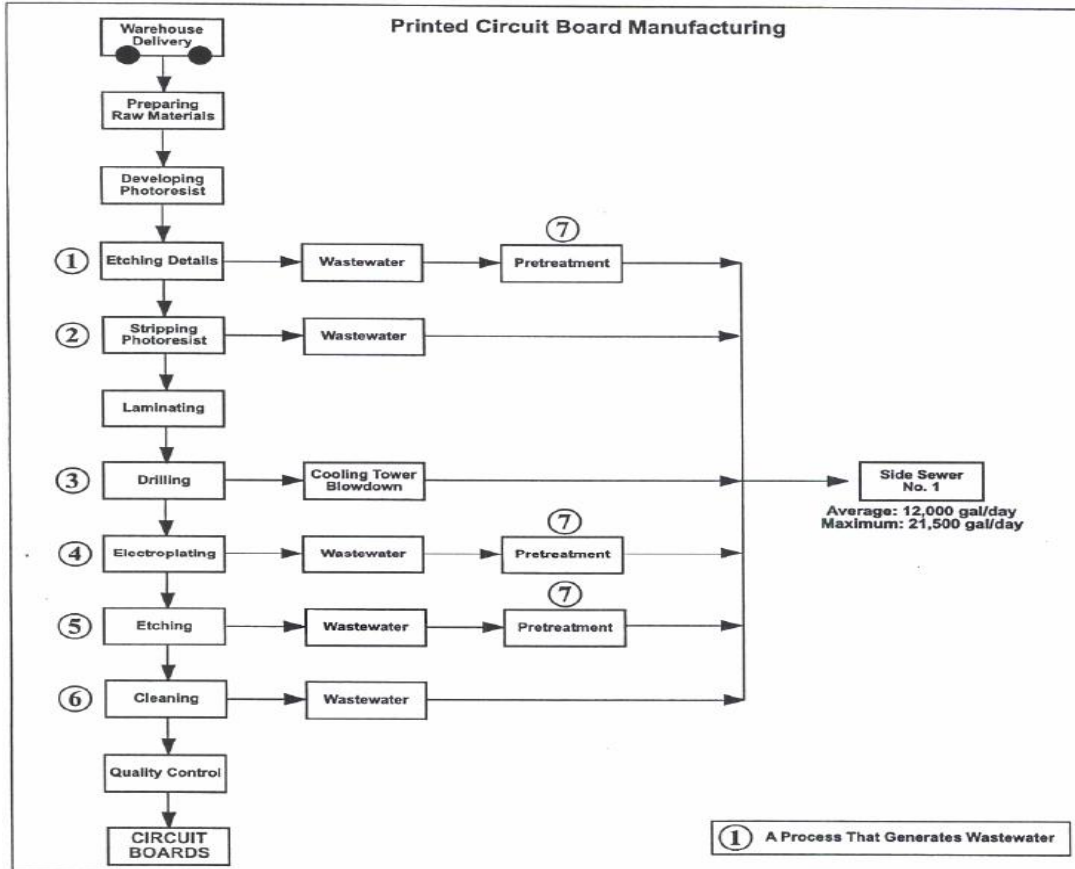 Printed Circuit Board Manufacturing
Warehouse
Delivery
Preparing
Raw Materials
Developing
Photoresist
7
1 Etching Details Wastewater Pretreatment
2 Stripping
Photoresist
Wastewater
Laminating
3 Drilling Cooling Tower
Blowdown
Side Sewer
No. 1
Average: 12,000 gal/day
Maximum: 21,500 gal/day
7
4 Electroplating Wastewater Pretreatment
7
5 Etching Wastewater Pretreatment
6 Cleaning Wastewater
Quality Control
CIRCUIT
BOARDS
1 A Process That Generates Wastewater